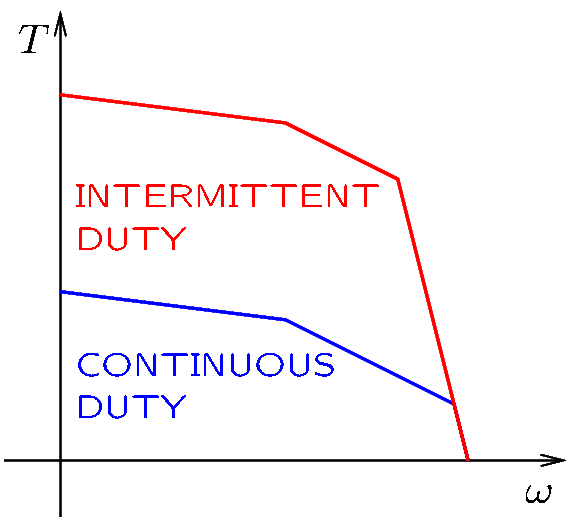 T
INTERMITTENT
DUTY
CONTINUOUS
DUTY
ω